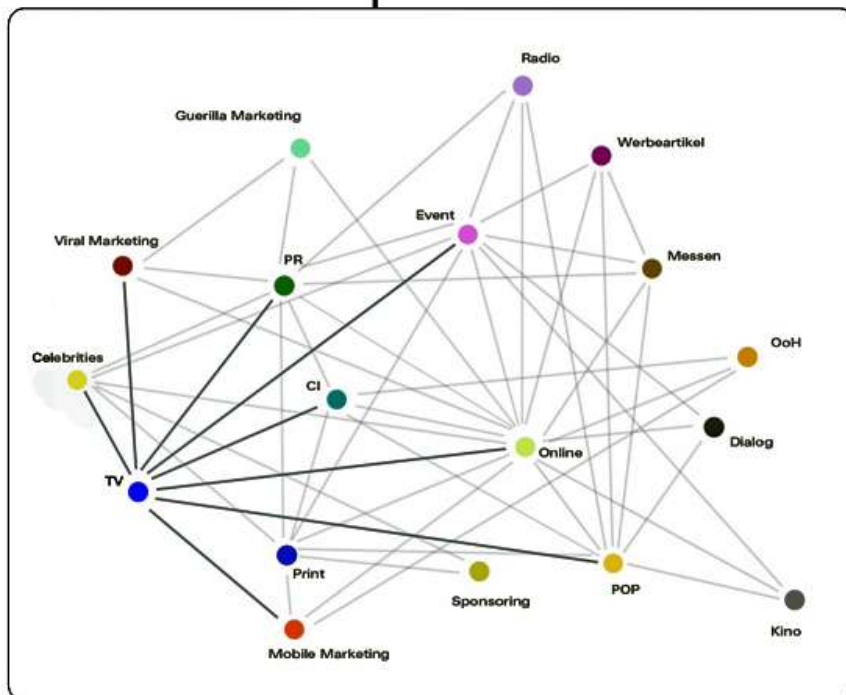 Radio
Guerilla Marketing
Werbeartikel
Event
Viral Marketing
PR
Messen
OoH
Celebrities
CI
Dialog
Online
TV
Print
POP
Sponsoring
Kino
Mobile Marketing